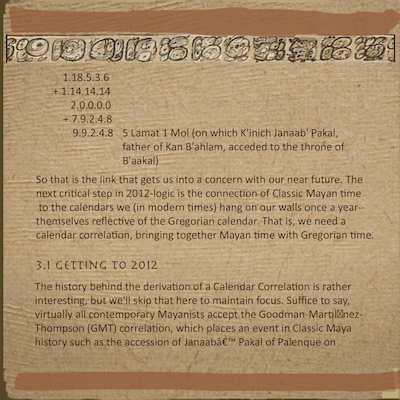 1.18.5.3.6
+ 1.14.14.14
2.0.0.0.0
+ 7.9.2.4.8
9.9.2.4.8 5 Lamat 1 Mol (on which K'inich Janaab' Pakal,
father of Kan B'ahlam, acceded to the throne of
B'aakal)
So that is the link that gets us into a concern with our near future. The
next critical step in 2012-logic is the connection of Classic Mayan time
to the calendars we (in modern times) hang on our walls once a year--
themselves reflective of the Gregorian calendar. That is, we need a
calendar correlation, bringing together Mayan time with Gregorian time.
3.1 GETTING TO 2012
The history behind the derivation of a Calendar Correlation is rather
interesting, but we'll skip that here to maintain focus. Suffice to say,
virtually all contemporary Mayanists accept the Goodman-Martil�nez-
Thompson (GMT) correlation, which places an event in Classic Maya
history such as the accession of Janaabâ€™ Pakal of Palenque on